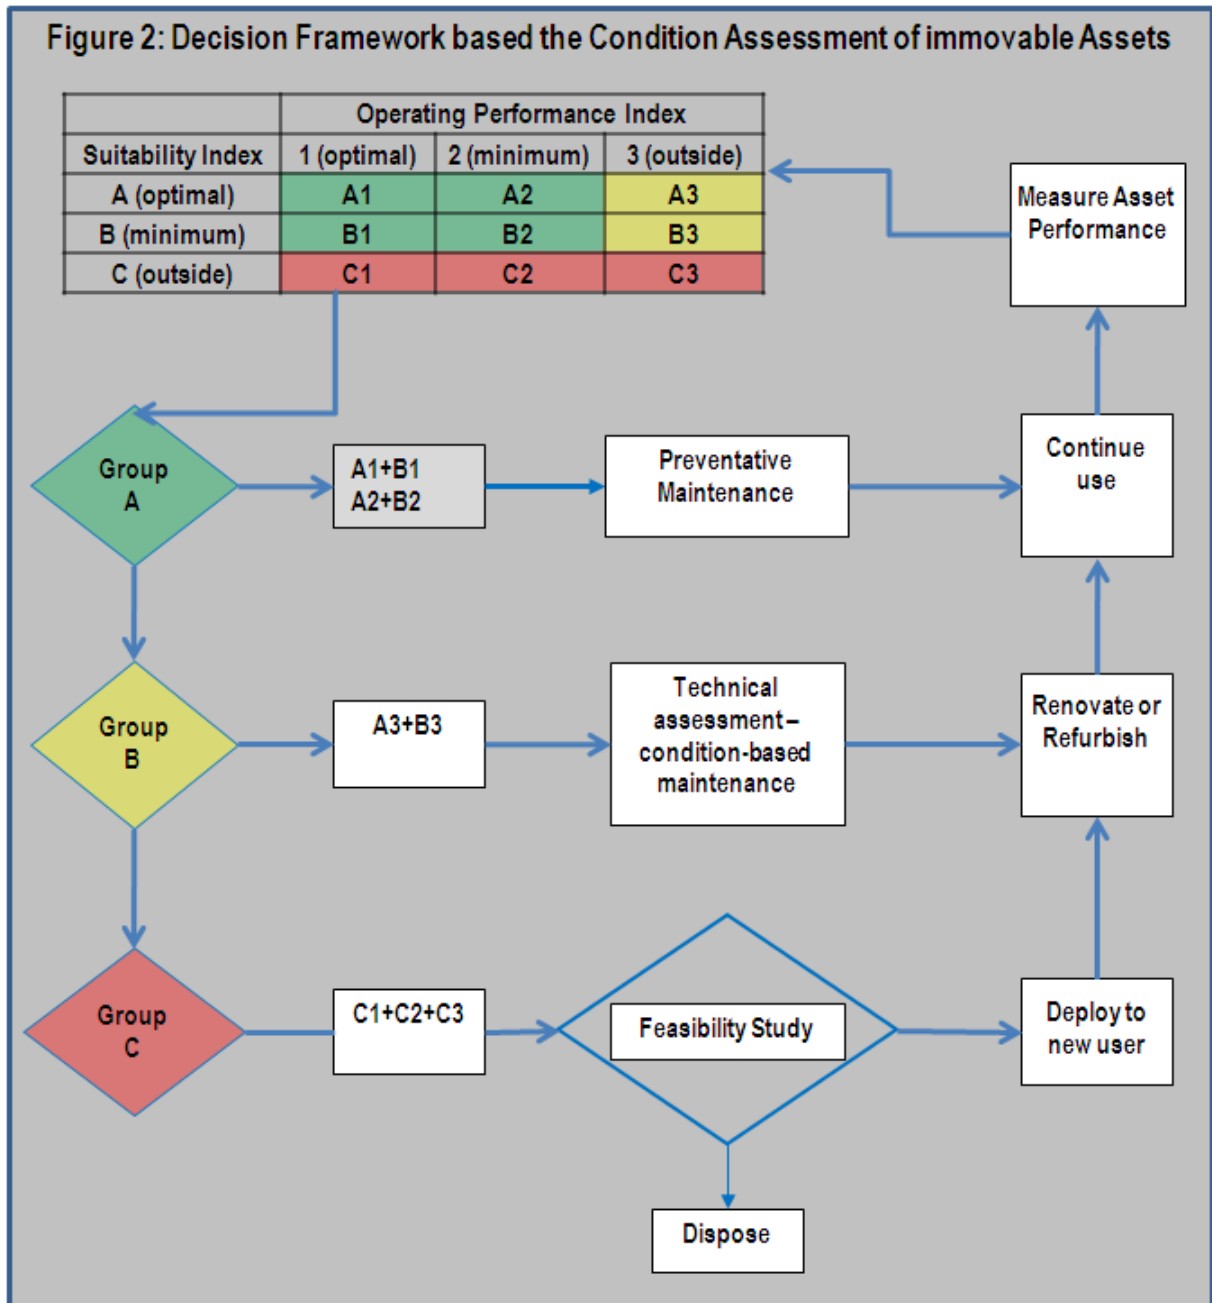 Figure 2: Decision Framework based the Condition Assessment of immovable Assets
Operating Performance Index
Suitability Index 1 (optimal) 2 (minimum) 3 (outside)
A (optimal) A1 A2 A3
B (minimum) B1 B2 B3
C (outside) C1 C2 C3
Measure Asset
Performance
Group
A
A1+B1
A2+B2
Preventative
Maintenance
Continue
use
Group
B
A3+B3
Technical
assessment–
condition-based
maintenance
Renovate or
Refurbish
Group
C
C1+C2+C3
Feasibility Study
Deploy to
new user
Dispose